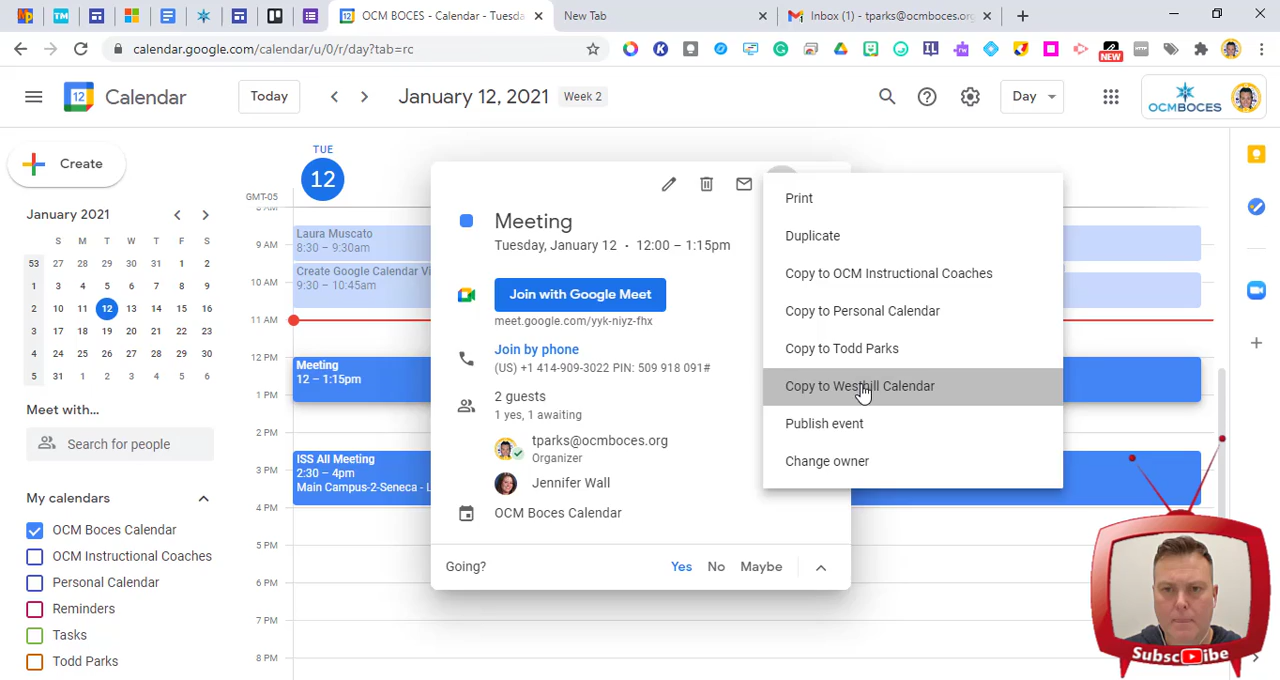 OCM BOCES - Calendar - Tuesda
New Tab
Inbox (1) - tparks@ocmboces.org
calendar.google.com/calendar/u/0/r/day?tab=rc
NEW
12
Calendar
Today
January 12, 2021
Week 2
Day
OCMBOCES
Create
TUE
12
GMT-05
January 2021
S M T W T F S
53 27 28 29 30 31 1 2
1 3 4 5 6 7 8 9
2 10 11 12 13 14 15 16
3 17 18 19 20 21 22 23
4 24 25 26 27 28 29 30
5 31 1 2 3 4 5 6
Meet with...
Search for people
My calendars
OCM Boces Calendar
OCM Instructional Coaches
Personal Calendar
Reminders
Tasks
Todd Parks
9 AM
10 AM
11 AM
12 PM
1 PM
2 PM
3 PM
4 PM
5 PM
6 PM
7 PM
8 PM
Laura Muscato
8:30 – 9:30am
Create Google Calendar Vi
9:30 – 10:45am
Meeting
12 – 1:15pm
ISS All Meeting
2:30 – 4pm
Main Campus-2-Seneca - L
Meeting
Tuesday, January 12 • 12:00 – 1:15pm
Join with Google Meet
meet.google.com/yyk-niyz-fhx
Join by phone
(US) +1 414-909-3022 PIN: 509 918 091#
2 guests
1 yes, 1 awaiting
tparks@ocmboces.org
Organizer
Jennifer Wall
OCM Boces Calendar
Going?
Yes
No
Maybe
Print
Duplicate
Copy to OCM Instructional Coaches
Copy to Personal Calendar
Copy to Todd Parks
Copy to Westhill Calendar
Publish event
Change owner
Subscribe